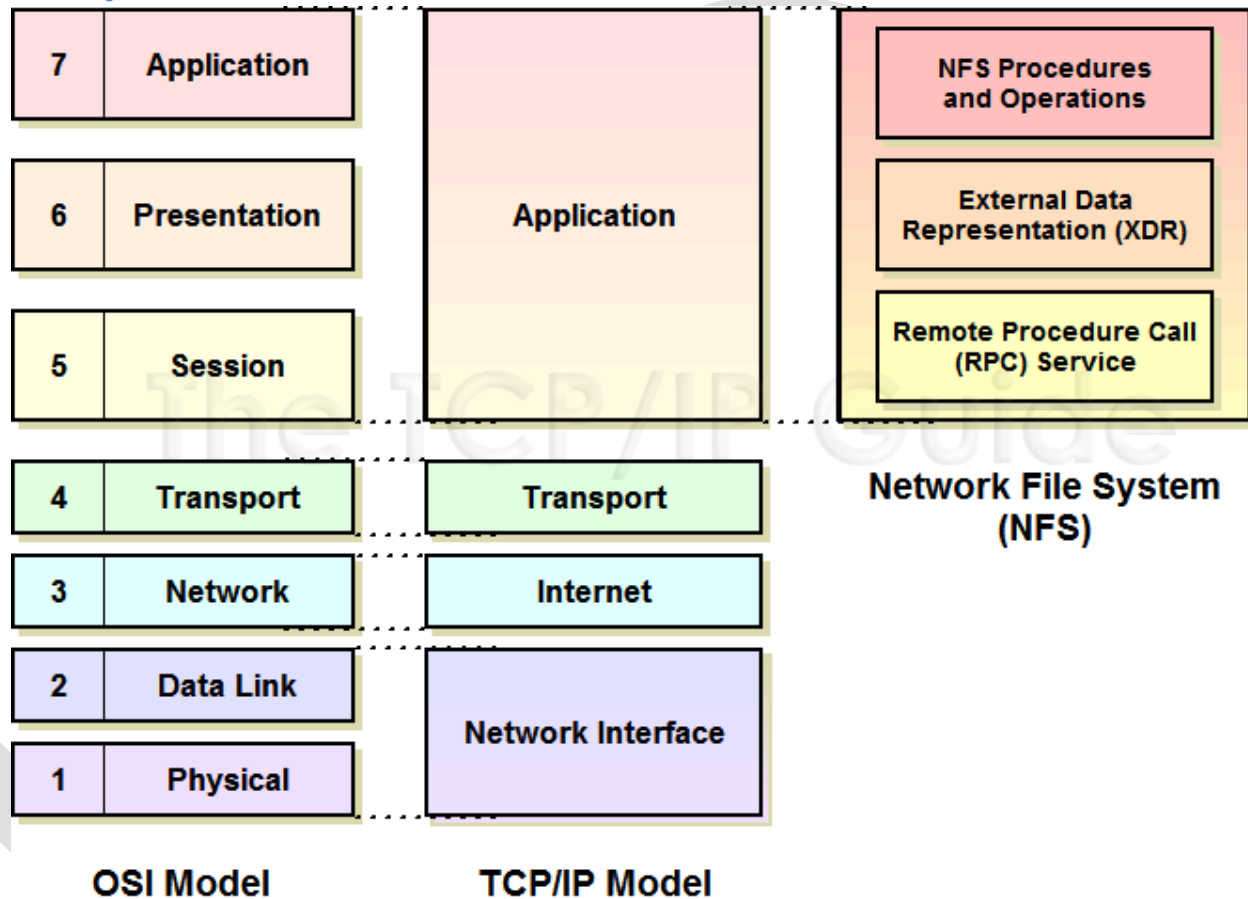 7 Application
6 Presentation
5 Session
4 Transport
3 Network
2 Data Link
1 Physical
OSI Model
Application
Transport
Internet
Network Interface
TCP/IP Model
NFS Procedures
and Operations
External Data
Representation (XDR)
Remote Procedure Call
(RPC) Service
Network File System
(NFS)
The TCP/IP Guide